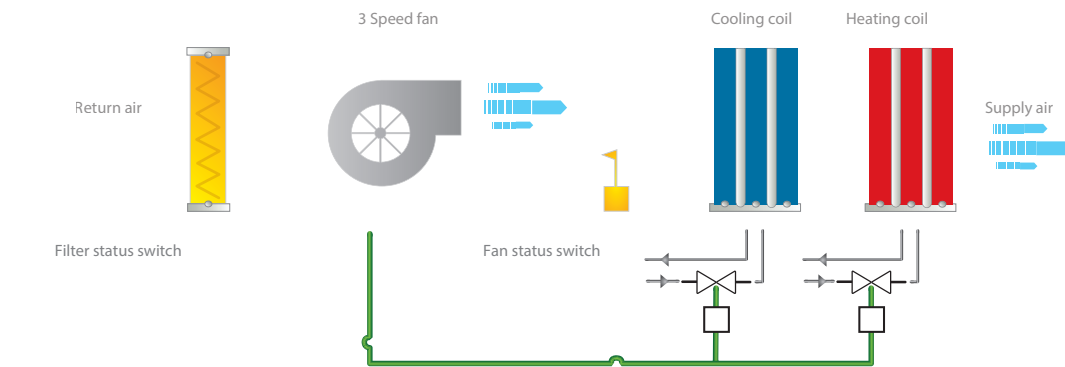 3 Speed fan
Cooling coil
Heating coil
Return air
Supply air
Filter status switch
Fan status switch